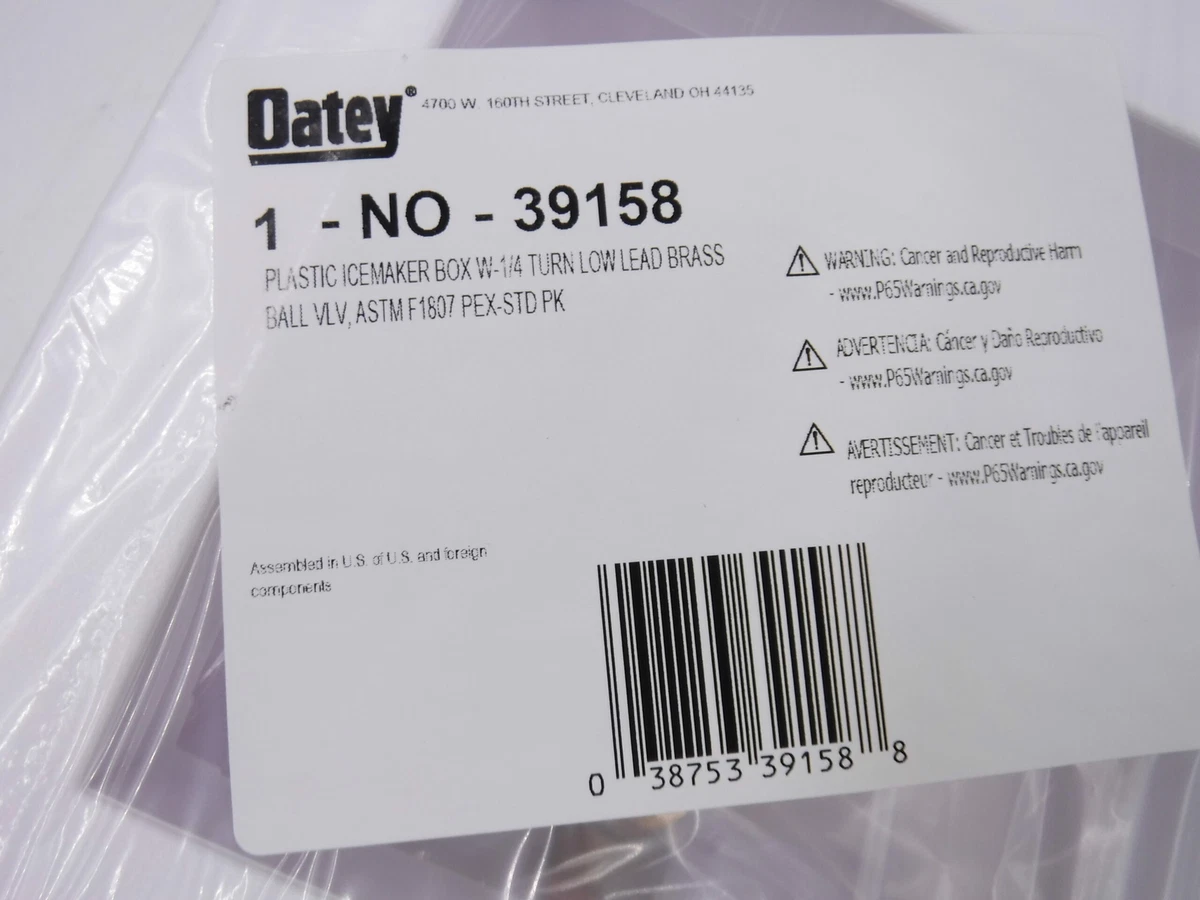 Oatey® 4700 W. 160TH STREET, CLEVELAND OH 44135
1 - NO - 39158
PLASTIC ICEMAKER BOX W-1/4 TURN LOW LEAD BRASS
BALL VLV, ASTM F1807 PEX-STD PK
WARNING: Cancer and Reproductive Harm
- www.P65Warnings.ca.gov
ADVERTENCIA: Cáncer y Daño Reproductivo
- www.P65Warnings.ca.gov
AVERTISSEMENT: Cancer et Troubles de l'appareil
reproducteur - www.P65Warnings.ca.gov
Assembled in U.S. of U.S. and foreign
components
0 38753 39158 8